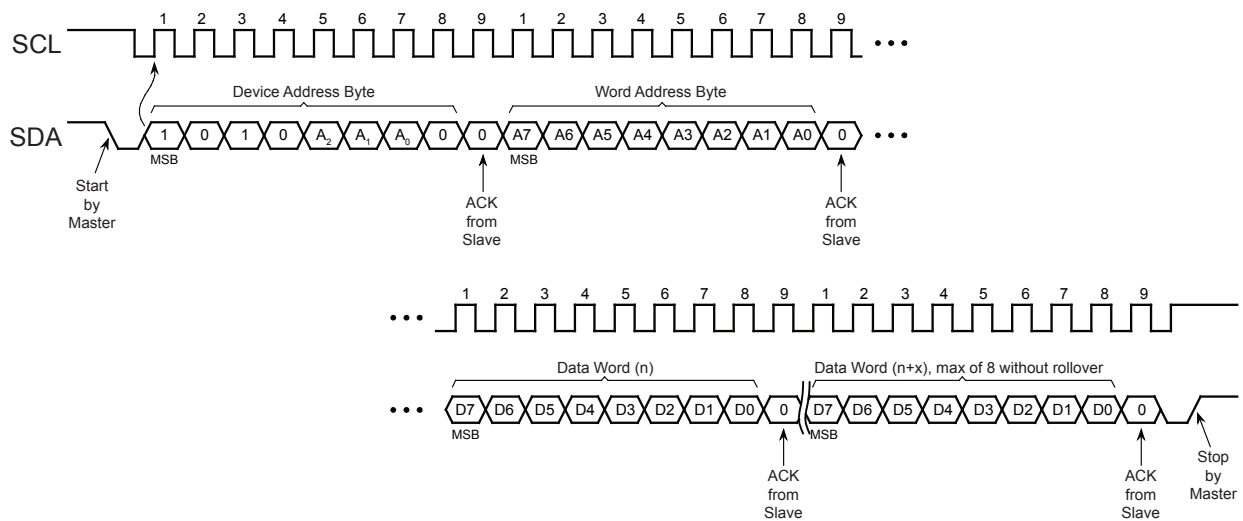 1 2 3 4 5 6 7 8 9 1 2 3 4 5 6 7 8 9
SCL
Device Address Byte Word Address Byte
SDA 1 0 1 0 A2 A1 A0 0 0 A7 A6 A5 A4 A3 A2 A1 A0 0
MSB MSB
Start
by
Master
ACK
from
Slave
ACK
from
Slave
1 2 3 4 5 6 7 8 9 1 2 3 4 5 6 7 8 9
Data Word (n) Data Word (n+x), max of 8 without rollover
D7 D6 D5 D4 D3 D2 D1 D0 0 D7 D6 D5 D4 D3 D2 D1 D0 0
MSB MSB
ACK
from
Slave
ACK
from
Slave
Stop
by
Master